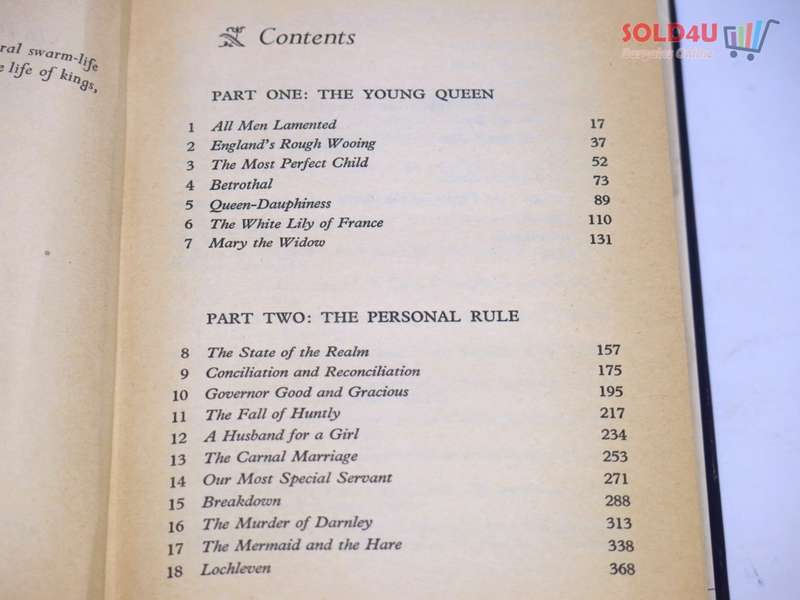 ral swarm-life
e life of kings,
SOLD4U
Bargains Online
Contents
PART ONE: THE YOUNG QUEEN
1 All Men Lamented 17
2 England's Rough Wooing 37
3 The Most Perfect Child 52
4 Betrothal 73
5 Queen-Dauphiness 89
6 The White Lily of France 110
7 Mary the Widow 131
PART TWO: THE PERSONAL RULE
8 The State of the Realm 157
9 Conciliation and Reconciliation 175
10 Governor Good and Gracious 195
11 The Fall of Huntly 217
12 A Husband for a Girl 234
13 The Carnal Marriage 253
14 Our Most Special Servant 271
15 Breakdown 288
16 The Murder of Darnley 313
17 The Mermaid and the Hare 338
18 Lochleven 368